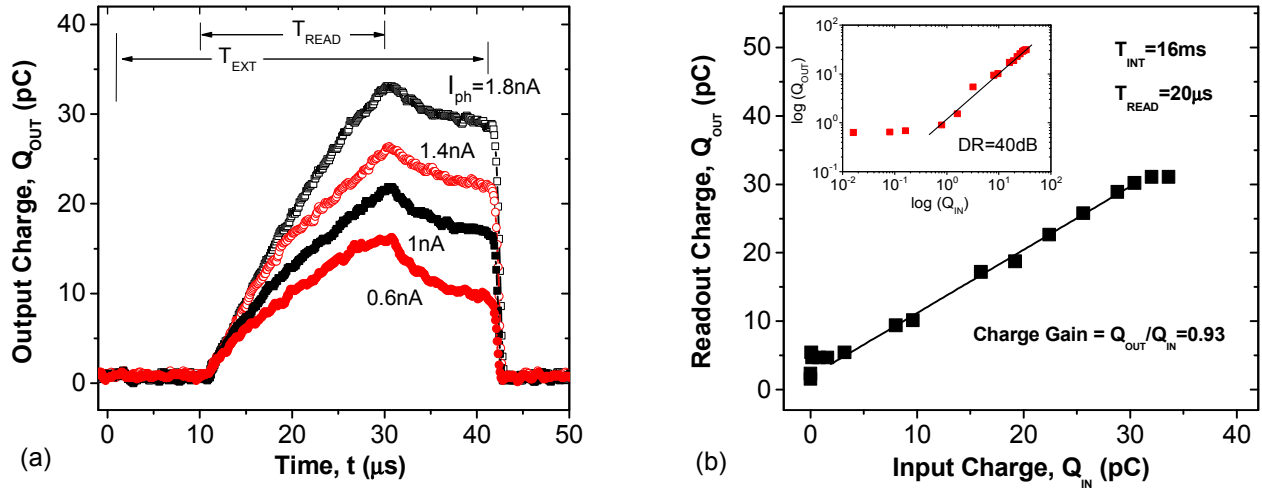 Output Charge, Q_OUT (pC)
40
30
20
10
0
T_READ
T_EXT
I_ph=1.8nA
1.4nA
1nA
0.6nA
0 10 20 30 40 50
Time, t (μs)
(a)
Readout Charge, Q_OUT (pC)
50
40
30
20
10
0
log (Q_OUT)
10^2
10^1
10^0
10^-1
10^-2 10^-1 10^0 10^1 10^2
log (Q_IN)
DR=40dB
T_INT=16ms
T_READ=20μs
Charge Gain = Q_OUT/Q_IN=0.93
0 10 20 30 40
Input Charge, Q_IN (pC)
(b)